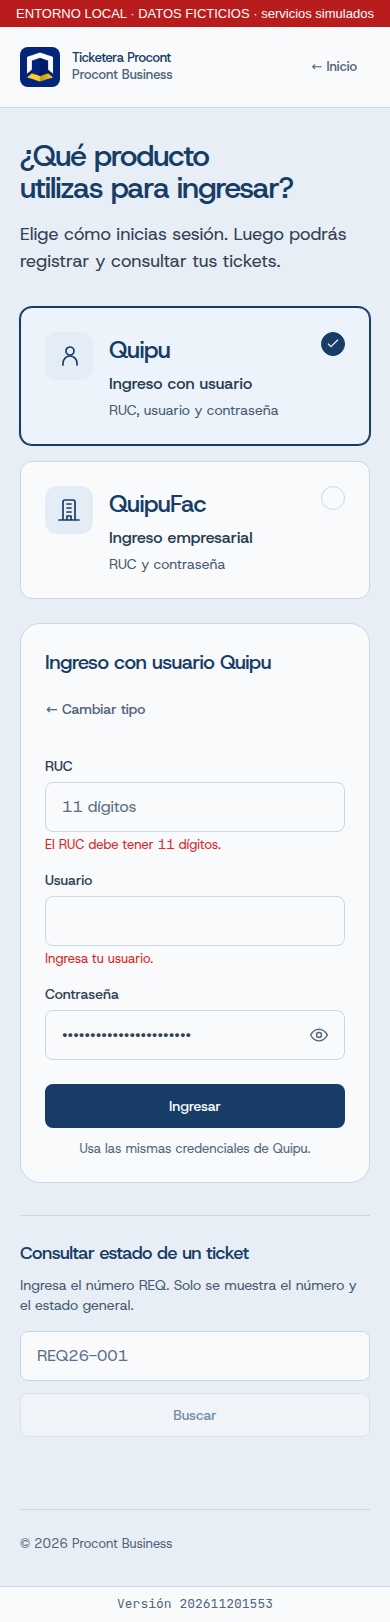 ENTORNO LOCAL · DATOS FICTICIOS · servicios simulados
Ticketera Procont
Procont Business
← Inicio
¿Qué producto
utilizas para ingresar?
Elige cómo inicias sesión. Luego podrás
registrar y consultar tus tickets.
Quipu
Ingreso con usuario
RUC, usuario y contraseña
QuipuFac
Ingreso empresarial
RUC y contraseña
Ingreso con usuario Quipu
← Cambiar tipo
RUC
11 dígitos
El RUC debe tener 11 dígitos.
Usuario
Ingresa tu usuario.
Contraseña
•••••••••••••••••••••••
Ingresar
Usa las mismas credenciales de Quipu.
Consultar estado de un ticket
Ingresa el número REQ. Solo se muestra el número y
el estado general.
REQ26-001
Buscar
© 2026 Procont Business
Versión 202611201553